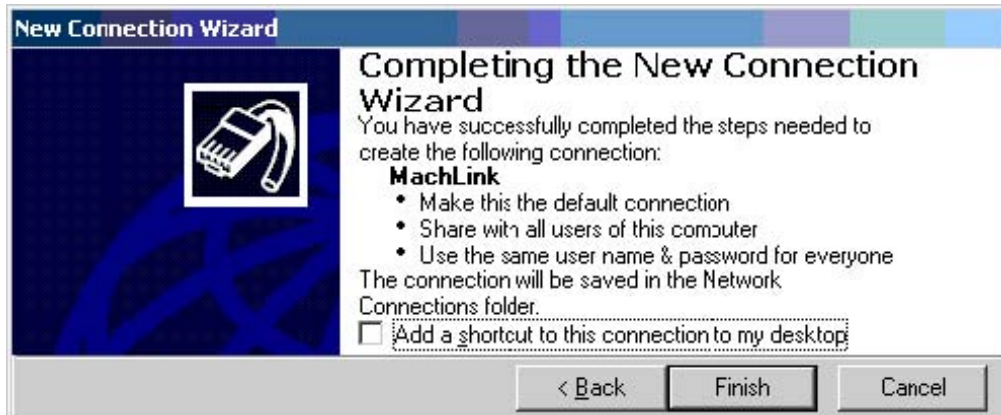 New Connection Wizard
Completing the New Connection
Wizard
You have successfully completed the steps needed to
create the following connection:
MachLink
• Make this the default connection
• Share with all users of this computer
• Use the same user name & password for everyone
The connection will be saved in the Network
Connections folder.
Add a shortcut to this connection to my desktop
< Back
Finish
Cancel